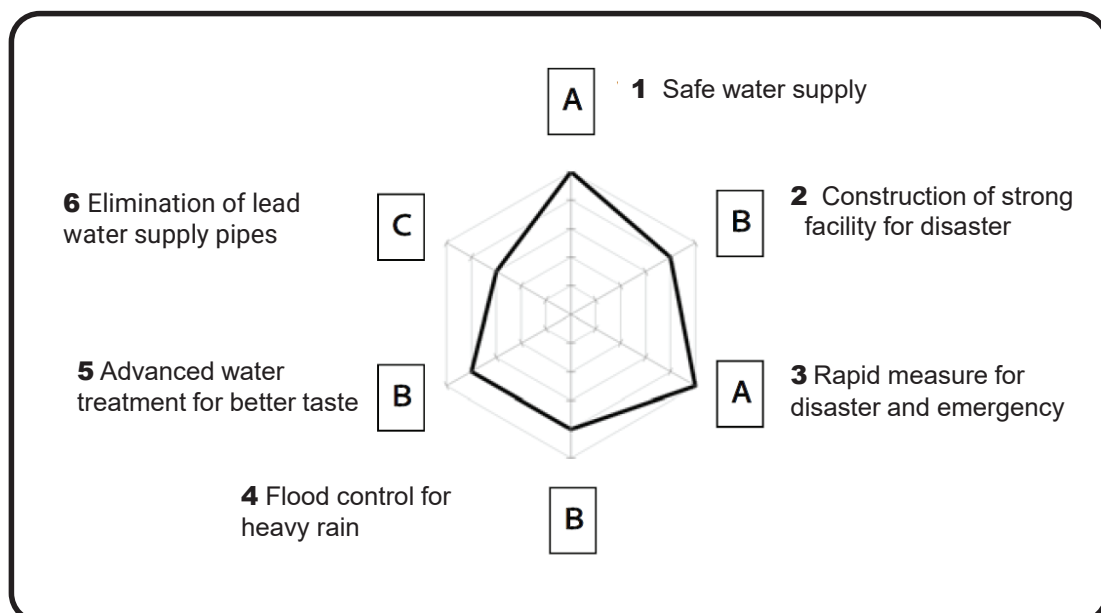 A
1 Safe water supply
B
2 Construction of strong
facility for disaster
A
3 Rapid measure for
disaster and emergency
B
4 Flood control for
heavy rain
B
5 Advanced water
treatment for better taste
C
6 Elimination of lead
water supply pipes